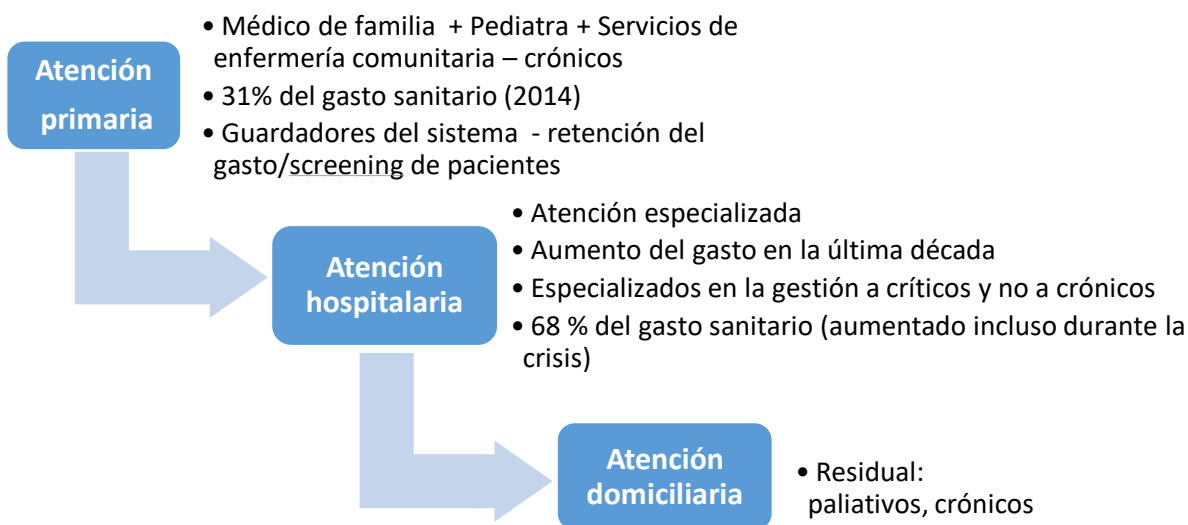 Atención
primaria
• Médico de familia + Pediatra + Servicios de
enfermería comunitaria – crónicos
• 31% del gasto sanitario (2014)
• Guardadores del sistema - retención del
gasto/screening de pacientes
Atención
hospitalaria
• Atención especializada
• Aumento del gasto en la última década
• Especializados en la gestión a críticos y no a crónicos
• 68 % del gasto sanitario (aumentado incluso durante la
crisis)
Atención
domiciliaria
• Residual:
paliativos, crónicos